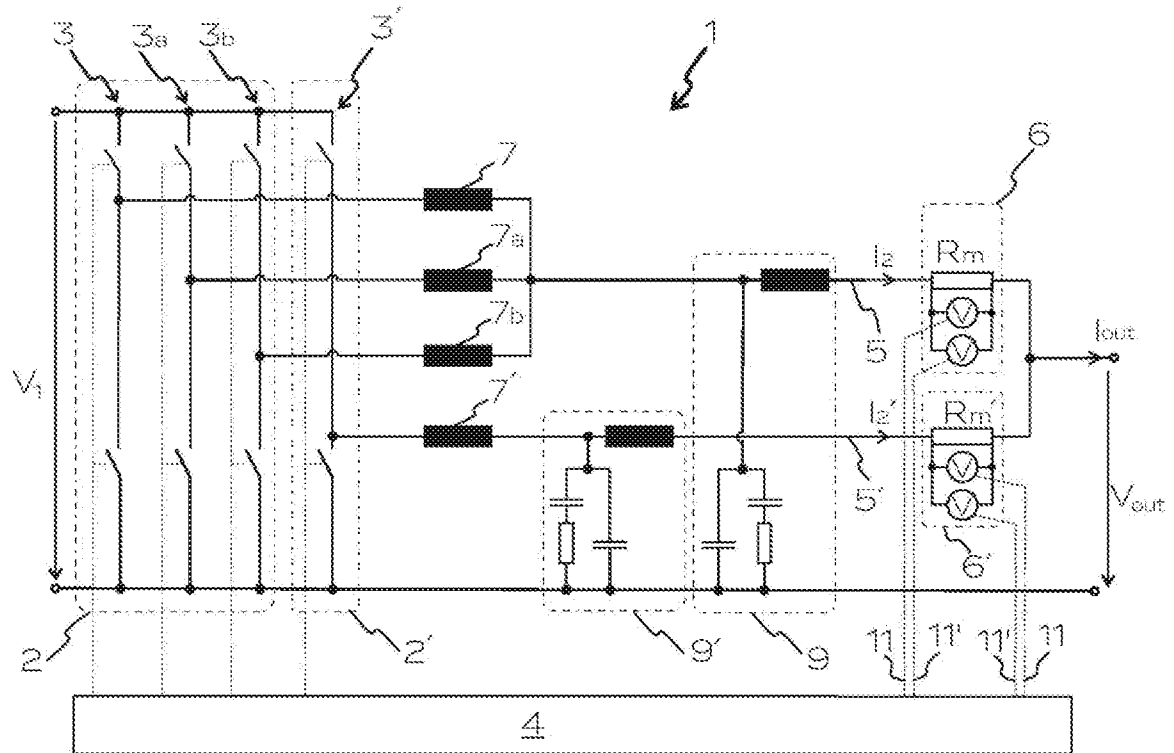 3 3a 3b 3′ 1
7 6
7a I2 Rm
V
7b 5 V Iout
V1 7′ I2′ Rm′
V
5′ V Vout
6′
2 2′ 9′ 9 11 11' 11' 11
4